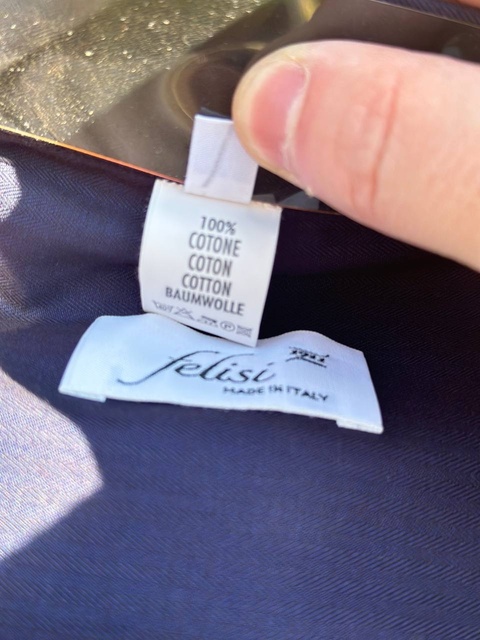 100%
COTONE
COTON
COTTON
BAUMWOLLE
felisi
MADE IN ITALY